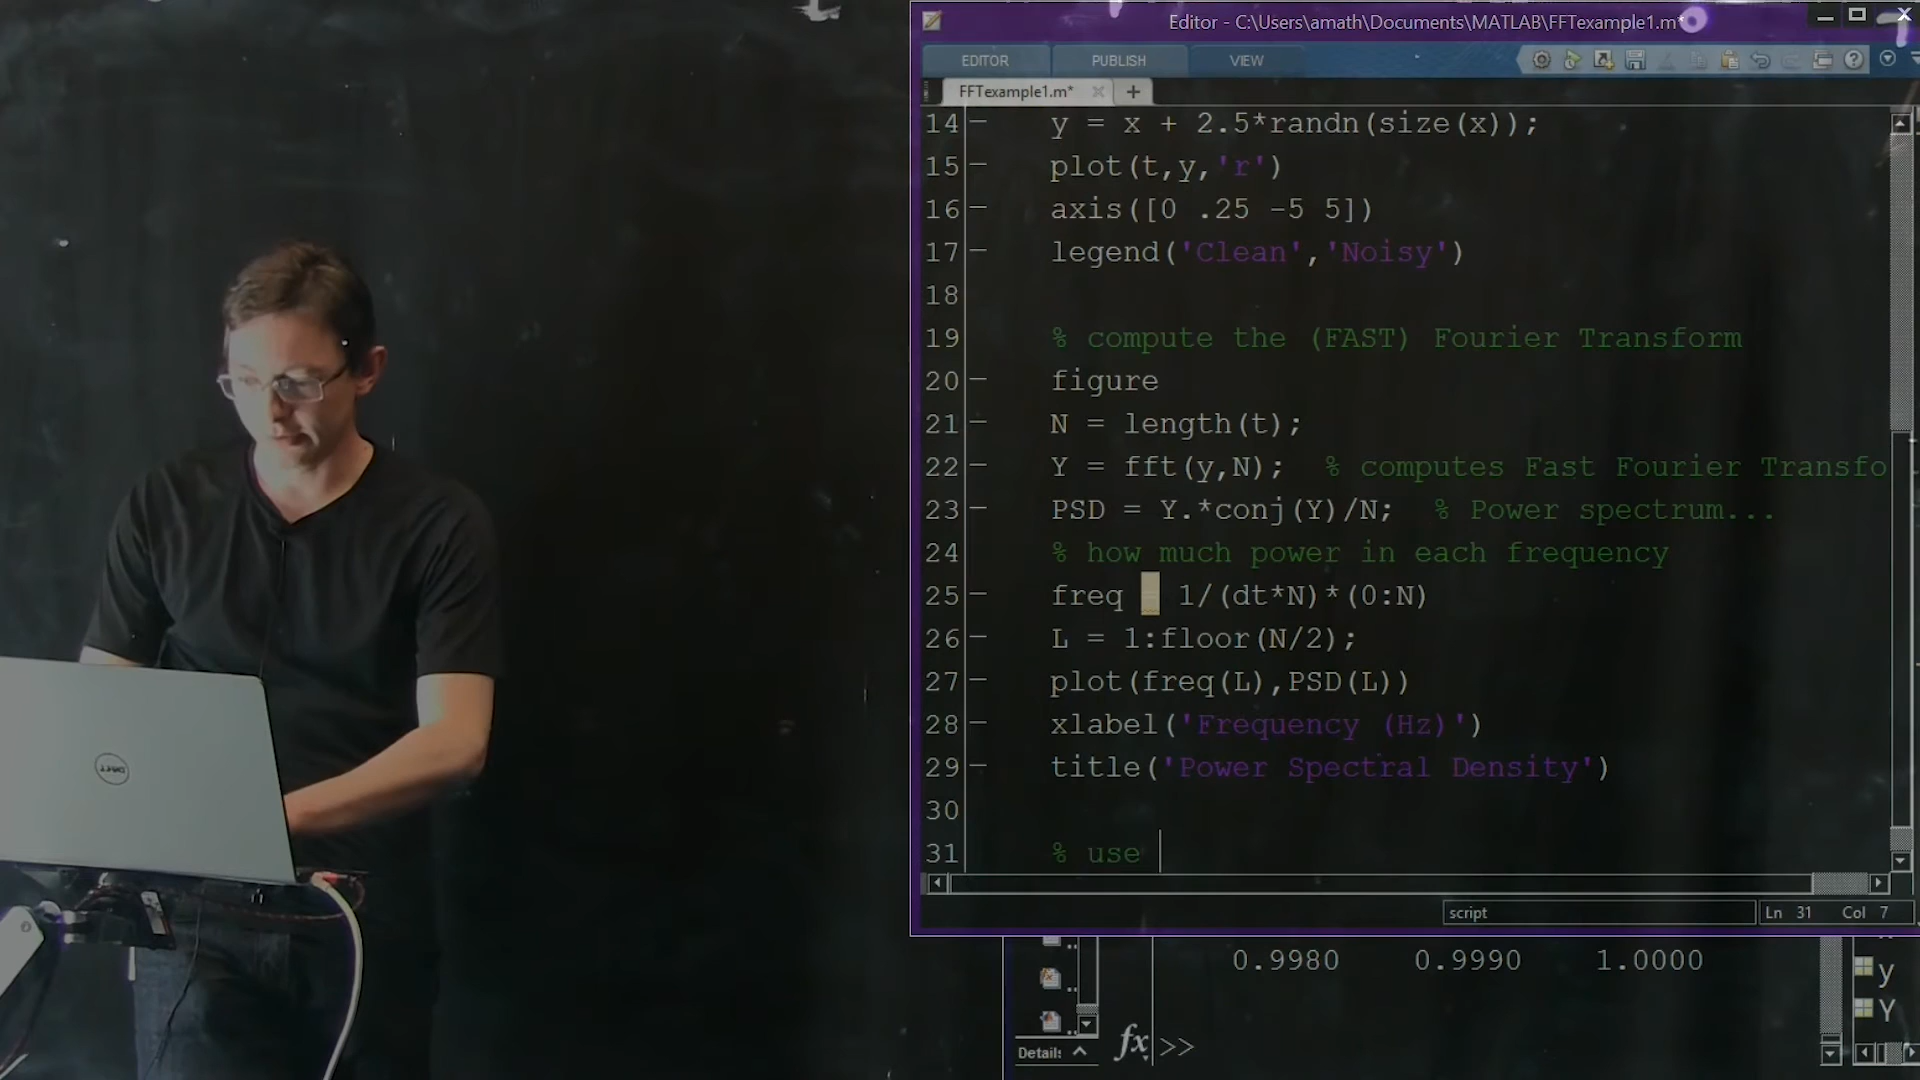 Editor - C:\Users\amath\Documents\MATLAB\FFTexample1.m*
EDITOR PUBLISH VIEW
FFTexample1.m*
14 y = x + 2.5*randn(size(x));
15 plot(t,y,'r')
16 axis([0 .25 -5 5])
17 legend('Clean','Noisy')
18
19 % compute the (FAST) Fourier Transform
20 figure
21 N = length(t);
22 Y = fft(y,N); % computes Fast Fourier Transfo
23 PSD = Y.*conj(Y)/N; % Power spectrum...
24 % how much power in each frequency
25 freq = 1/(dt*N)*(0:N)
26 L = 1:floor(N/2);
27 plot(freq(L),PSD(L))
28 xlabel('Frequency (Hz)')
29 title('Power Spectral Density')
30
31 % use
script Ln 31 Col 7
0.9980 0.9990 1.0000
y
Y
Details
fx >>
DELL